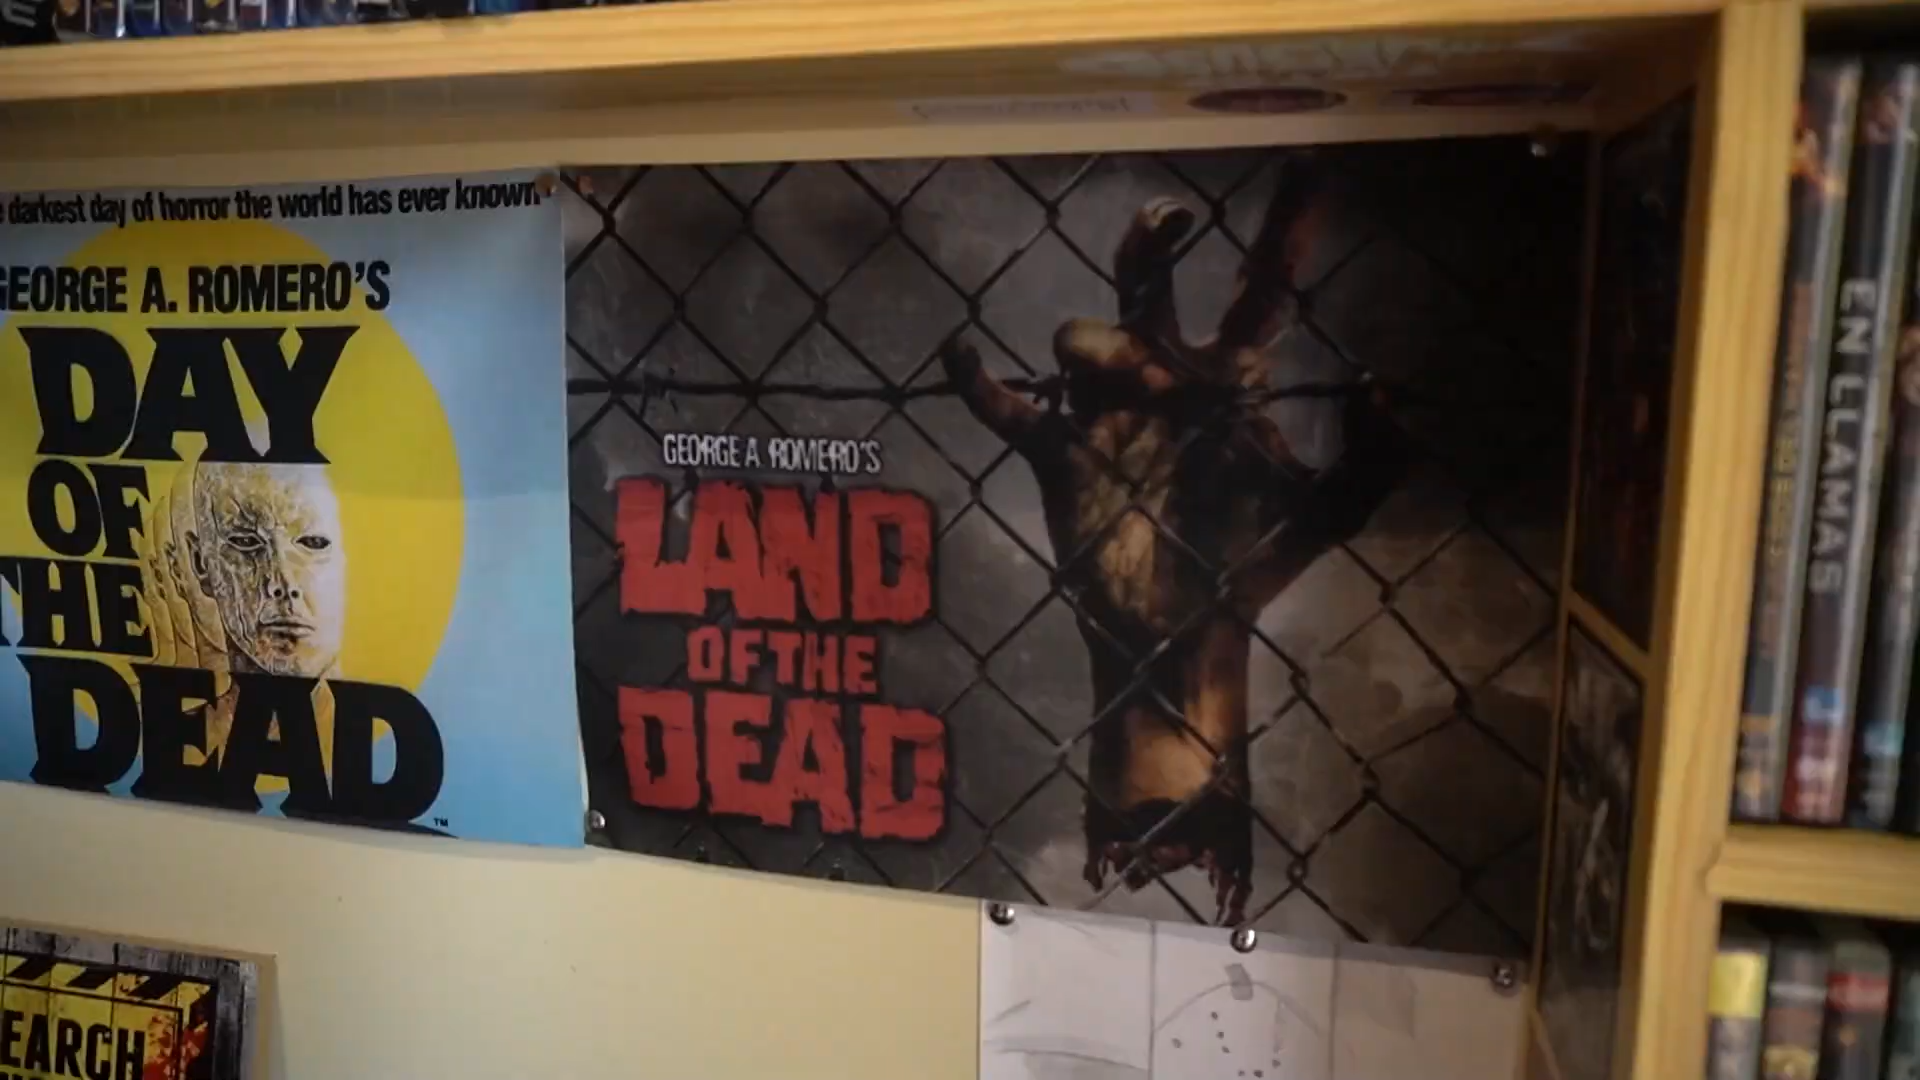 darkest day of horror the world has ever known
GEORGE A. ROMERO'S
DAY
OF
THE
DEAD
™
GEORGE A. ROMERO'S
LAND
OF THE
DEAD
EN LLAMAS
EARCH